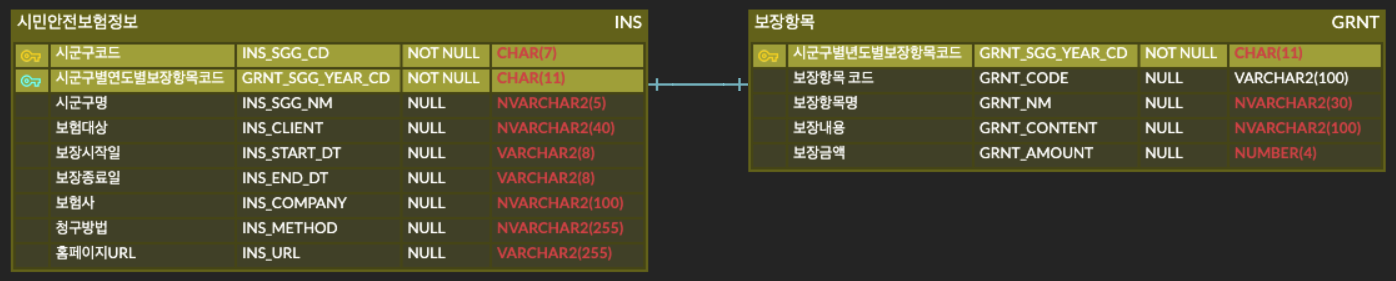 시민안전보험정보 INS
시군구코드 INS_SGG_CD NOT NULL CHAR(7)
시군구별연도별보장항목코드 GRNT_SGG_YEAR_CD NOT NULL CHAR(11)
시군구명 INS_SGG_NM NULL NVARCHAR2(5)
보험대상 INS_CLIENT NULL NVARCHAR2(40)
보장시작일 INS_START_DT NULL VARCHAR2(8)
보장종료일 INS_END_DT NULL VARCHAR2(8)
보험사 INS_COMPANY NULL NVARCHAR2(100)
청구방법 INS_METHOD NULL NVARCHAR2(255)
홈페이지URL INS_URL NULL VARCHAR2(255)
보장항목 GRNT
시군구별년도별보장항목코드 GRNT_SGG_YEAR_CD NOT NULL CHAR(11)
보장항목 코드 GRNT_CODE NULL VARCHAR2(100)
보장항목명 GRNT_NM NULL NVARCHAR2(30)
보장내용 GRNT_CONTENT NULL NVARCHAR2(100)
보장금액 GRNT_AMOUNT NULL NUMBER(4)